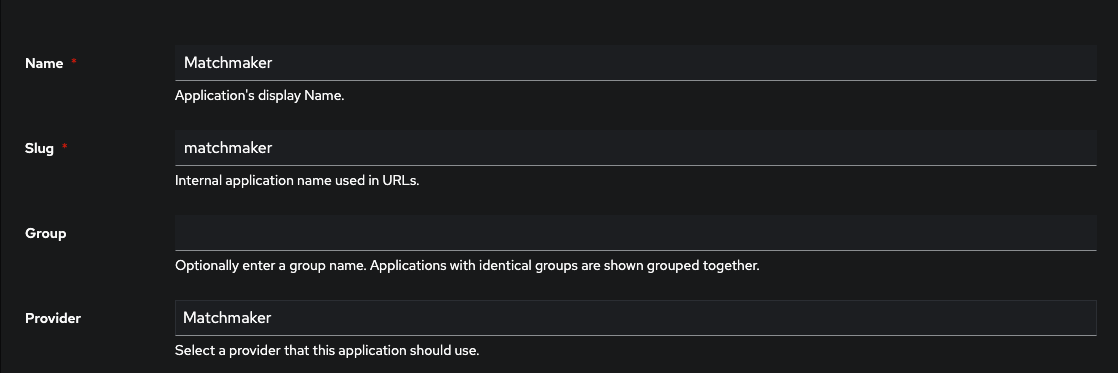 Name *
Matchmaker
Application's display Name.
Slug *
matchmaker
Internal application name used in URLs.
Group
Optionally enter a group name. Applications with identical groups are shown grouped together.
Provider
Matchmaker
Select a provider that this application should use.